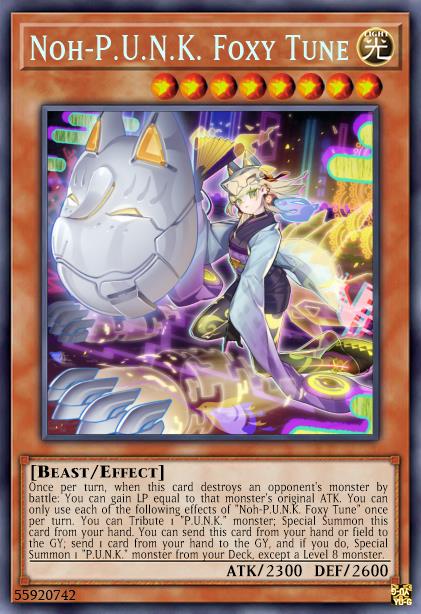 NOH-P.U.N.K. FOXY TUNE
LIGHT
光
[BEAST/EFFECT]
Once per turn, when this card destroys an opponent's monster by
battle: You can gain LP equal to that monster's original ATK. You can
only use each of the following effects of "Noh-P.U.N.K. Foxy Tune"
once per turn. You can Tribute 1 "P.U.N.K." monster; Special Summon this
card from your hand. You can send this card from your hand or field to
the GY; send 1 card from your hand to the GY, and if you do, Special
Summon 1 "P.U.N.K." monster from your Deck, except a Level 8 monster.
ATK/2300 DEF/2600
55920742